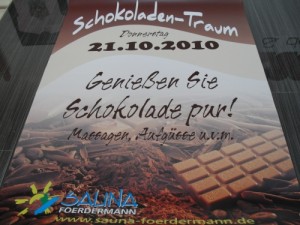 Schokoladen-Traum
Donnerstag
21.10.2010
Genießen Sie
Schokolade pur!
Massagen, Aufgüsse u.v.m.
SAUNA
FOERDERMANN
www.sauna-foerdermann.de